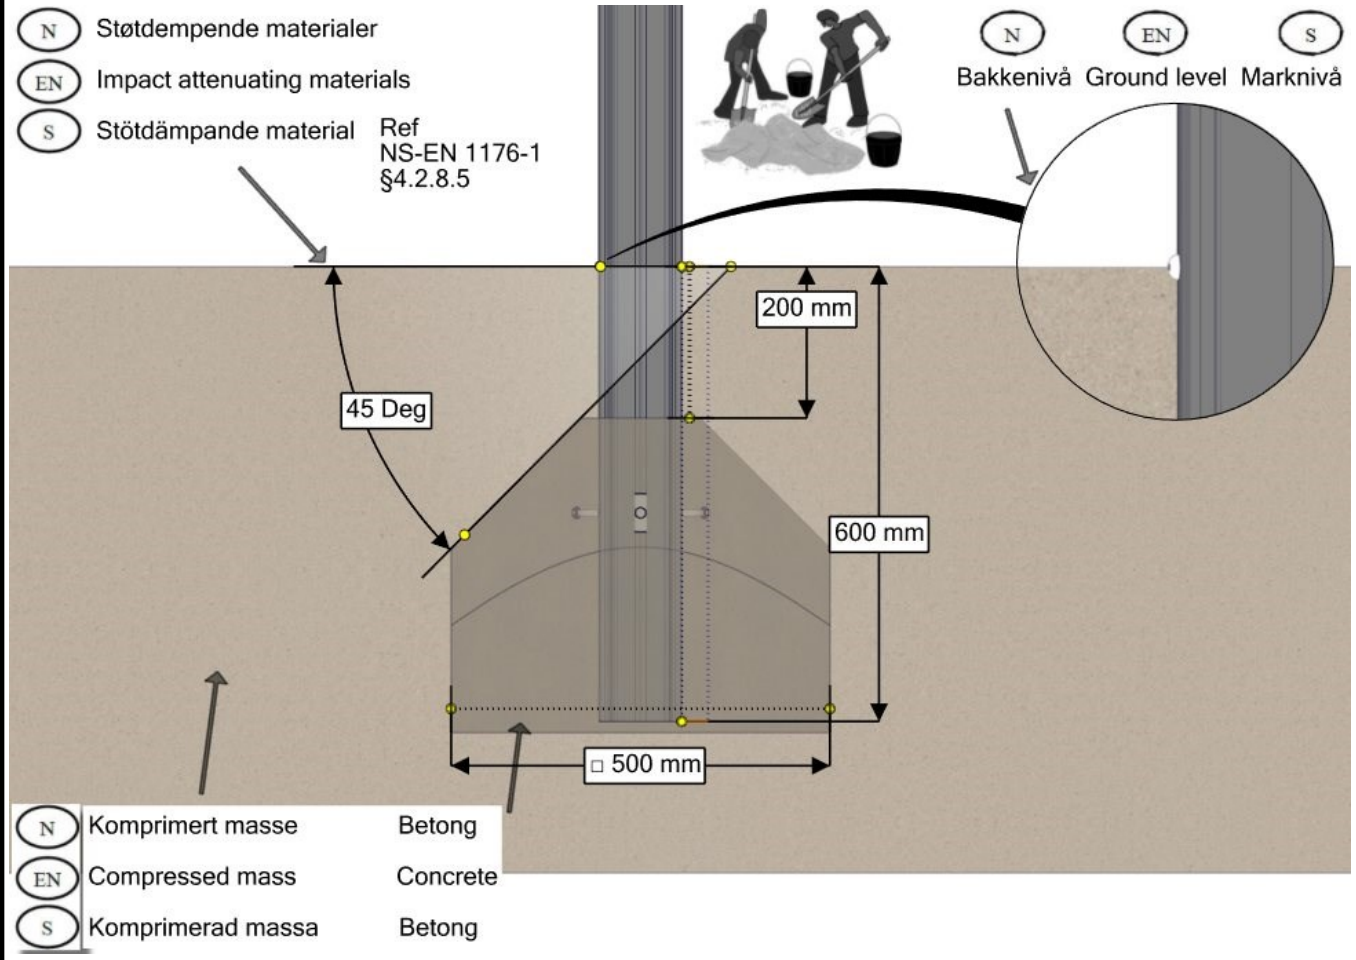 N Støtdempende materialer
EN Impact attenuating materials
S Stötdämpande material
Ref
NS-EN 1176-1
§4.2.8.5
N EN S
Bakkenivå Ground level Marknivå
200 mm
45 Deg
600 mm
□ 500 mm
N Komprimert masse Betong
EN Compressed mass Concrete
S Komprimerad massa Betong